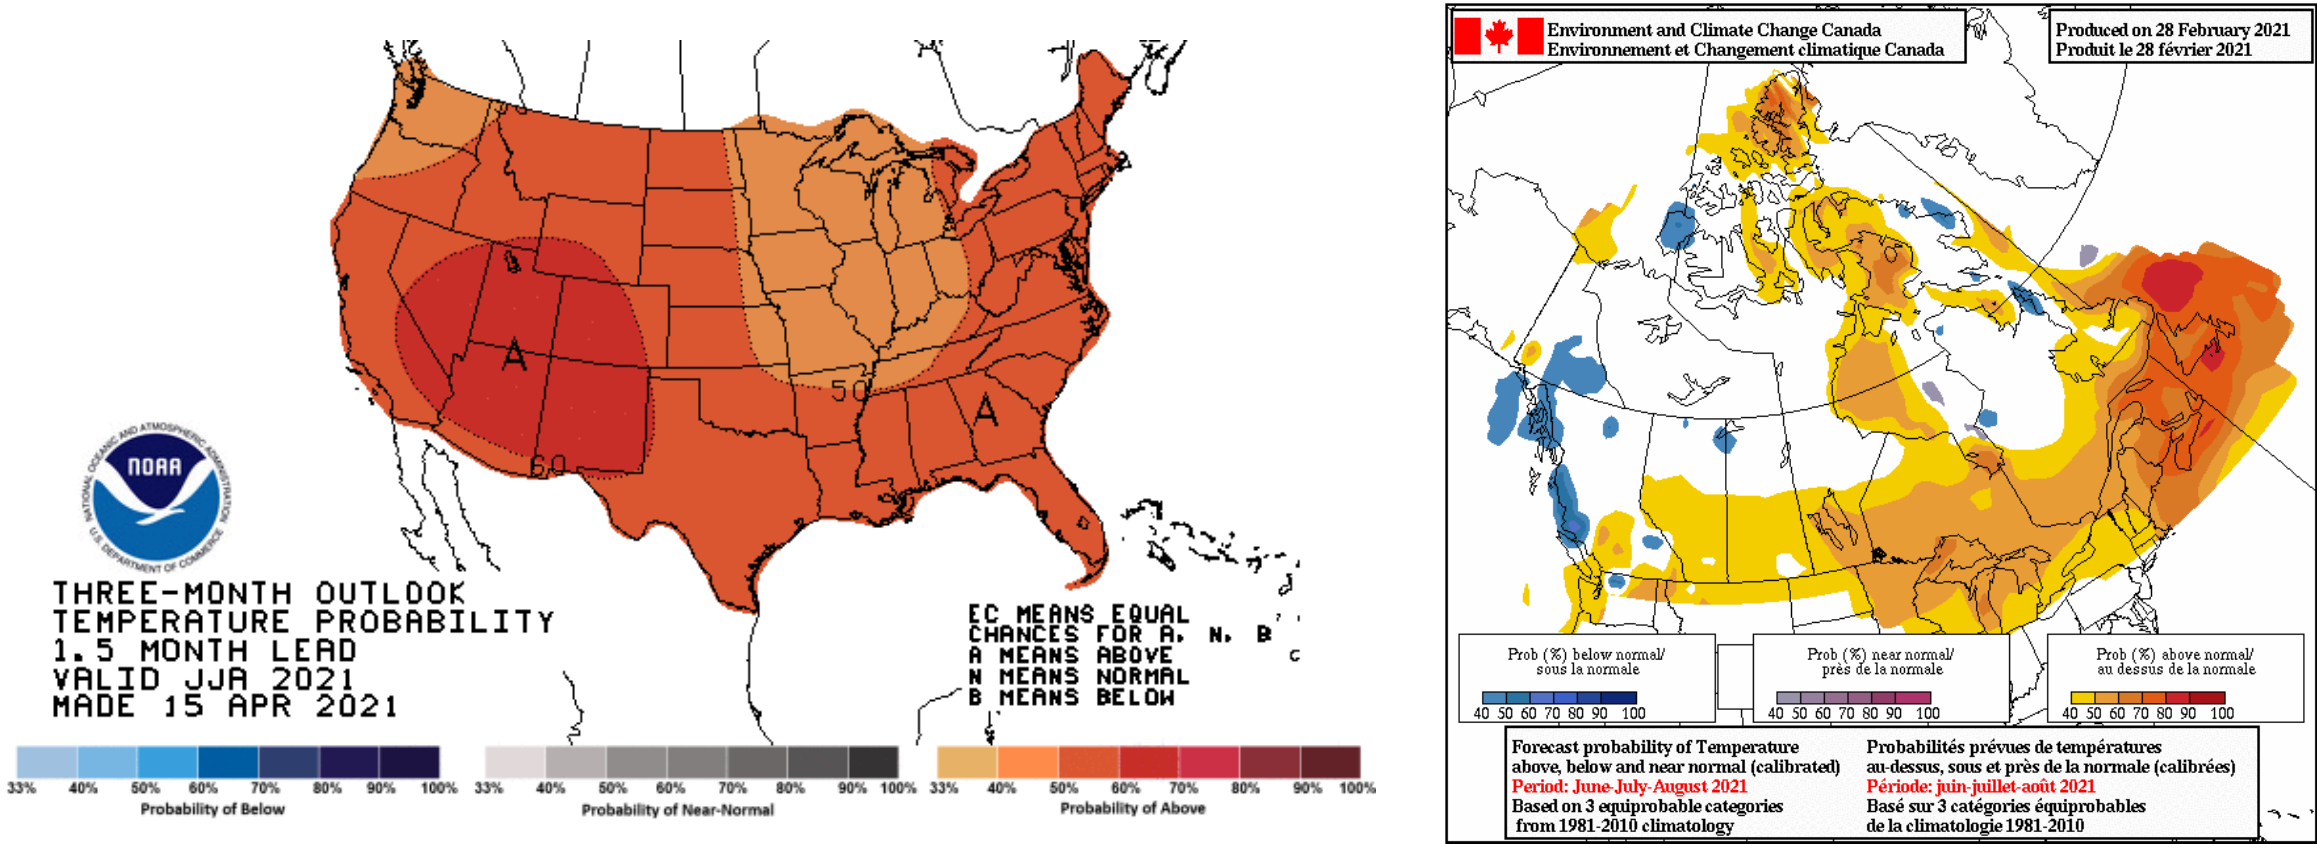 NATIONAL OCEANIC AND ATMOSPHERIC ADMINISTRATION
NOAA
U.S. DEPARTMENT OF COMMERCE
A
A
50
60
THREE-MONTH OUTLOOK
TEMPERATURE PROBABILITY
1.5 MONTH LEAD
VALID JJA 2021
MADE 15 APR 2021
EC MEANS EQUAL
CHANCES FOR A, N, B
A MEANS ABOVE
N MEANS NORMAL
B MEANS BELOW
C
33% 40% 50% 60% 70% 80% 90% 100%
Probability of Below
33% 40% 50% 60% 70% 80% 90% 100%
Probability of Near-Normal
33% 40% 50% 60% 70% 80% 90% 100%
Probability of Above
Environment and Climate Change Canada
Environnement et Changement climatique Canada
Produced on 28 February 2021
Produit le 28 février 2021
Prob (%) below normal/
sous la normale
40 50 60 70 80 90 100
Prob (%) near normal/
près de la normale
40 50 60 70 80 90 100
Prob (%) above normal/
au dessus de la normale
40 50 60 70 80 90 100
Forecast probability of Temperature
above, below and near normal (calibrated)
Period: June-July-August 2021
Based on 3 equiprobable categories
from 1981-2010 climatology
Probabilités prévues de températures
au-dessus, sous et près de la normale (calibrées)
Période: juin-juillet-août 2021
Basé sur 3 catégories équiprobables
de la climatologie 1981-2010